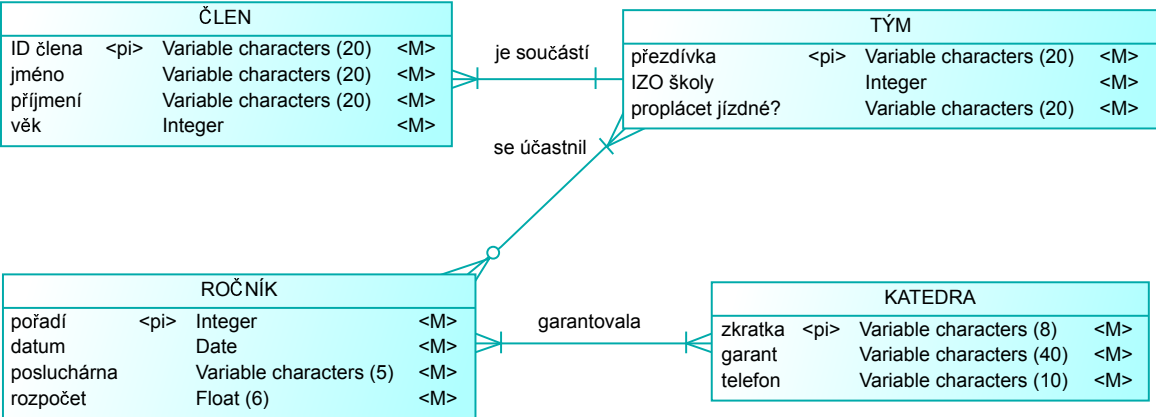 ČLEN
ID člena <pi> Variable characters (20) <M>
jméno Variable characters (20) <M>
příjmení Variable characters (20) <M>
věk Integer <M>
je součástí
TÝM
přezdívka <pi> Variable characters (20) <M>
IZO školy Integer <M>
proplácet jízdné? Variable characters (20) <M>
se účastnil
ROČNÍK
pořadí <pi> Integer <M>
datum Date <M>
posluchárna Variable characters (5) <M>
rozpočet Float (6) <M>
garantovala
KATEDRA
zkratka <pi> Variable characters (8) <M>
garant Variable characters (40) <M>
telefon Variable characters (10) <M>